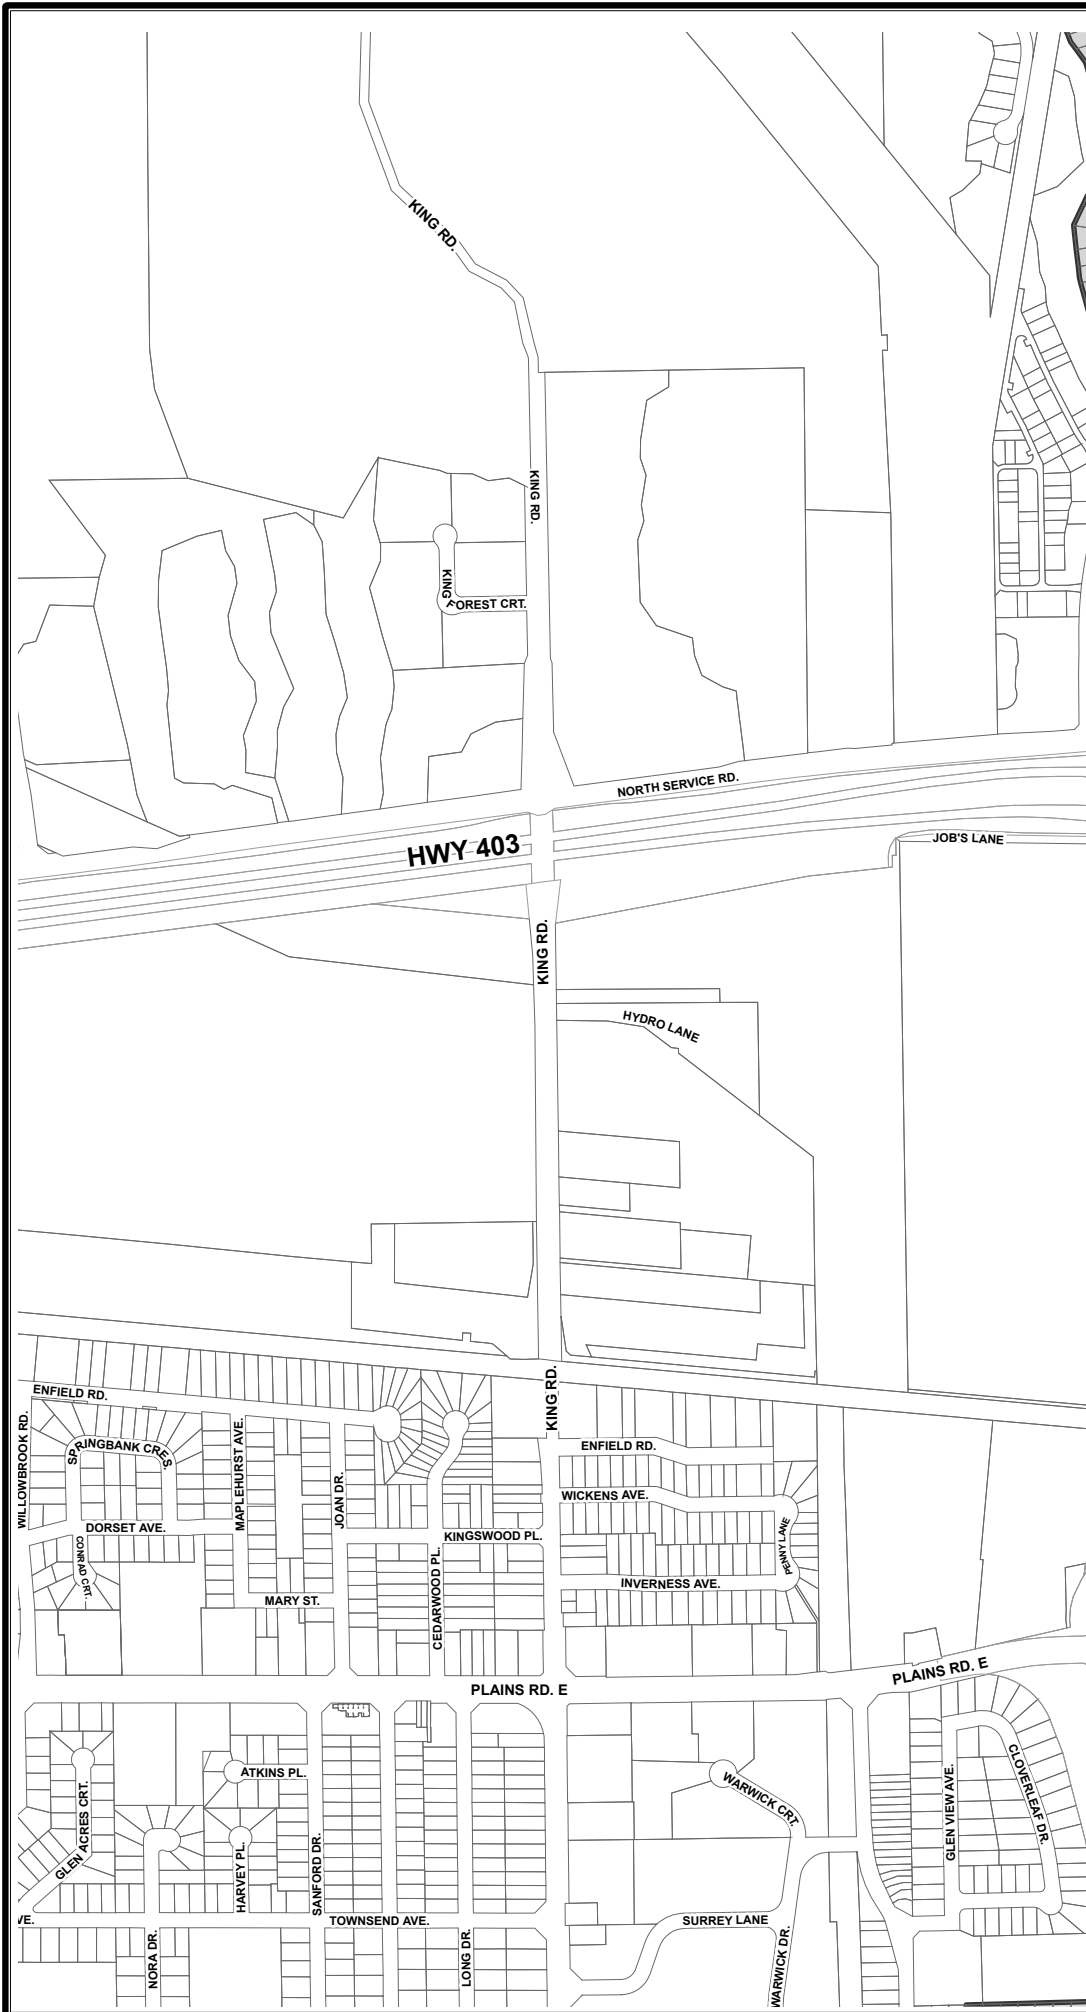 KING RD.
KING RD.
KING FOREST CRT.
NORTH SERVICE RD.
HWY 403
JOB'S LANE
KING RD.
HYDRO LANE
KING RD.
ENFIELD RD.
WILLOWBROOK RD.
SPRINGBANK CRES.
MAPLEHURST AVE.
JOAN DR.
ENFIELD RD.
WICKENS AVE.
DORSET AVE.
KINGSWOOD PL.
PENNY LANE
CONRAD CRT.
CEDARWOOD PL.
INVERNESS AVE.
MARY ST.
PLAINS RD. E
PLAINS RD. E
GLEN ACRES CRT.
ATKINS PL.
WARWICK CRT.
GLEN VIEW AVE.
CLOVERLEAF DR.
HARVEY PL.
SANFORD DR.
VE.
TOWNSEND AVE.
SURREY LANE
NORA DR.
LONG DR.
WARWICK DR.